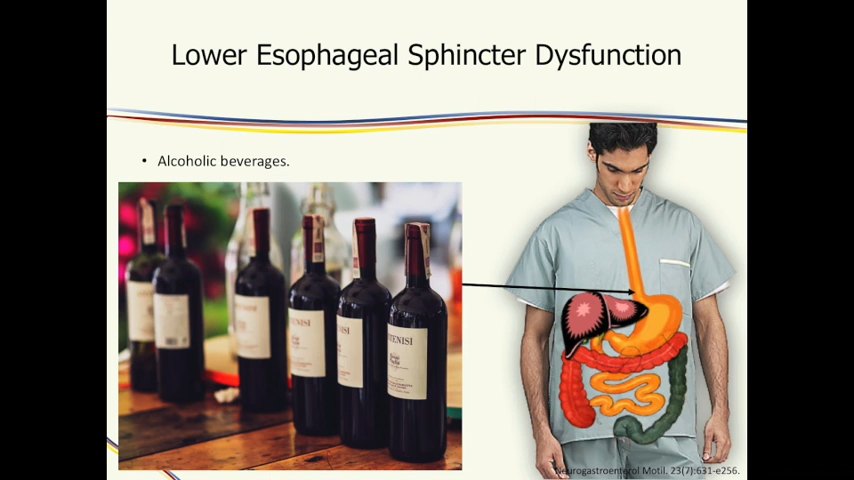 Lower Esophageal Sphincter Dysfunction
• Alcoholic beverages.
Neurogastroenterol Motil. 23(7):631-e256.